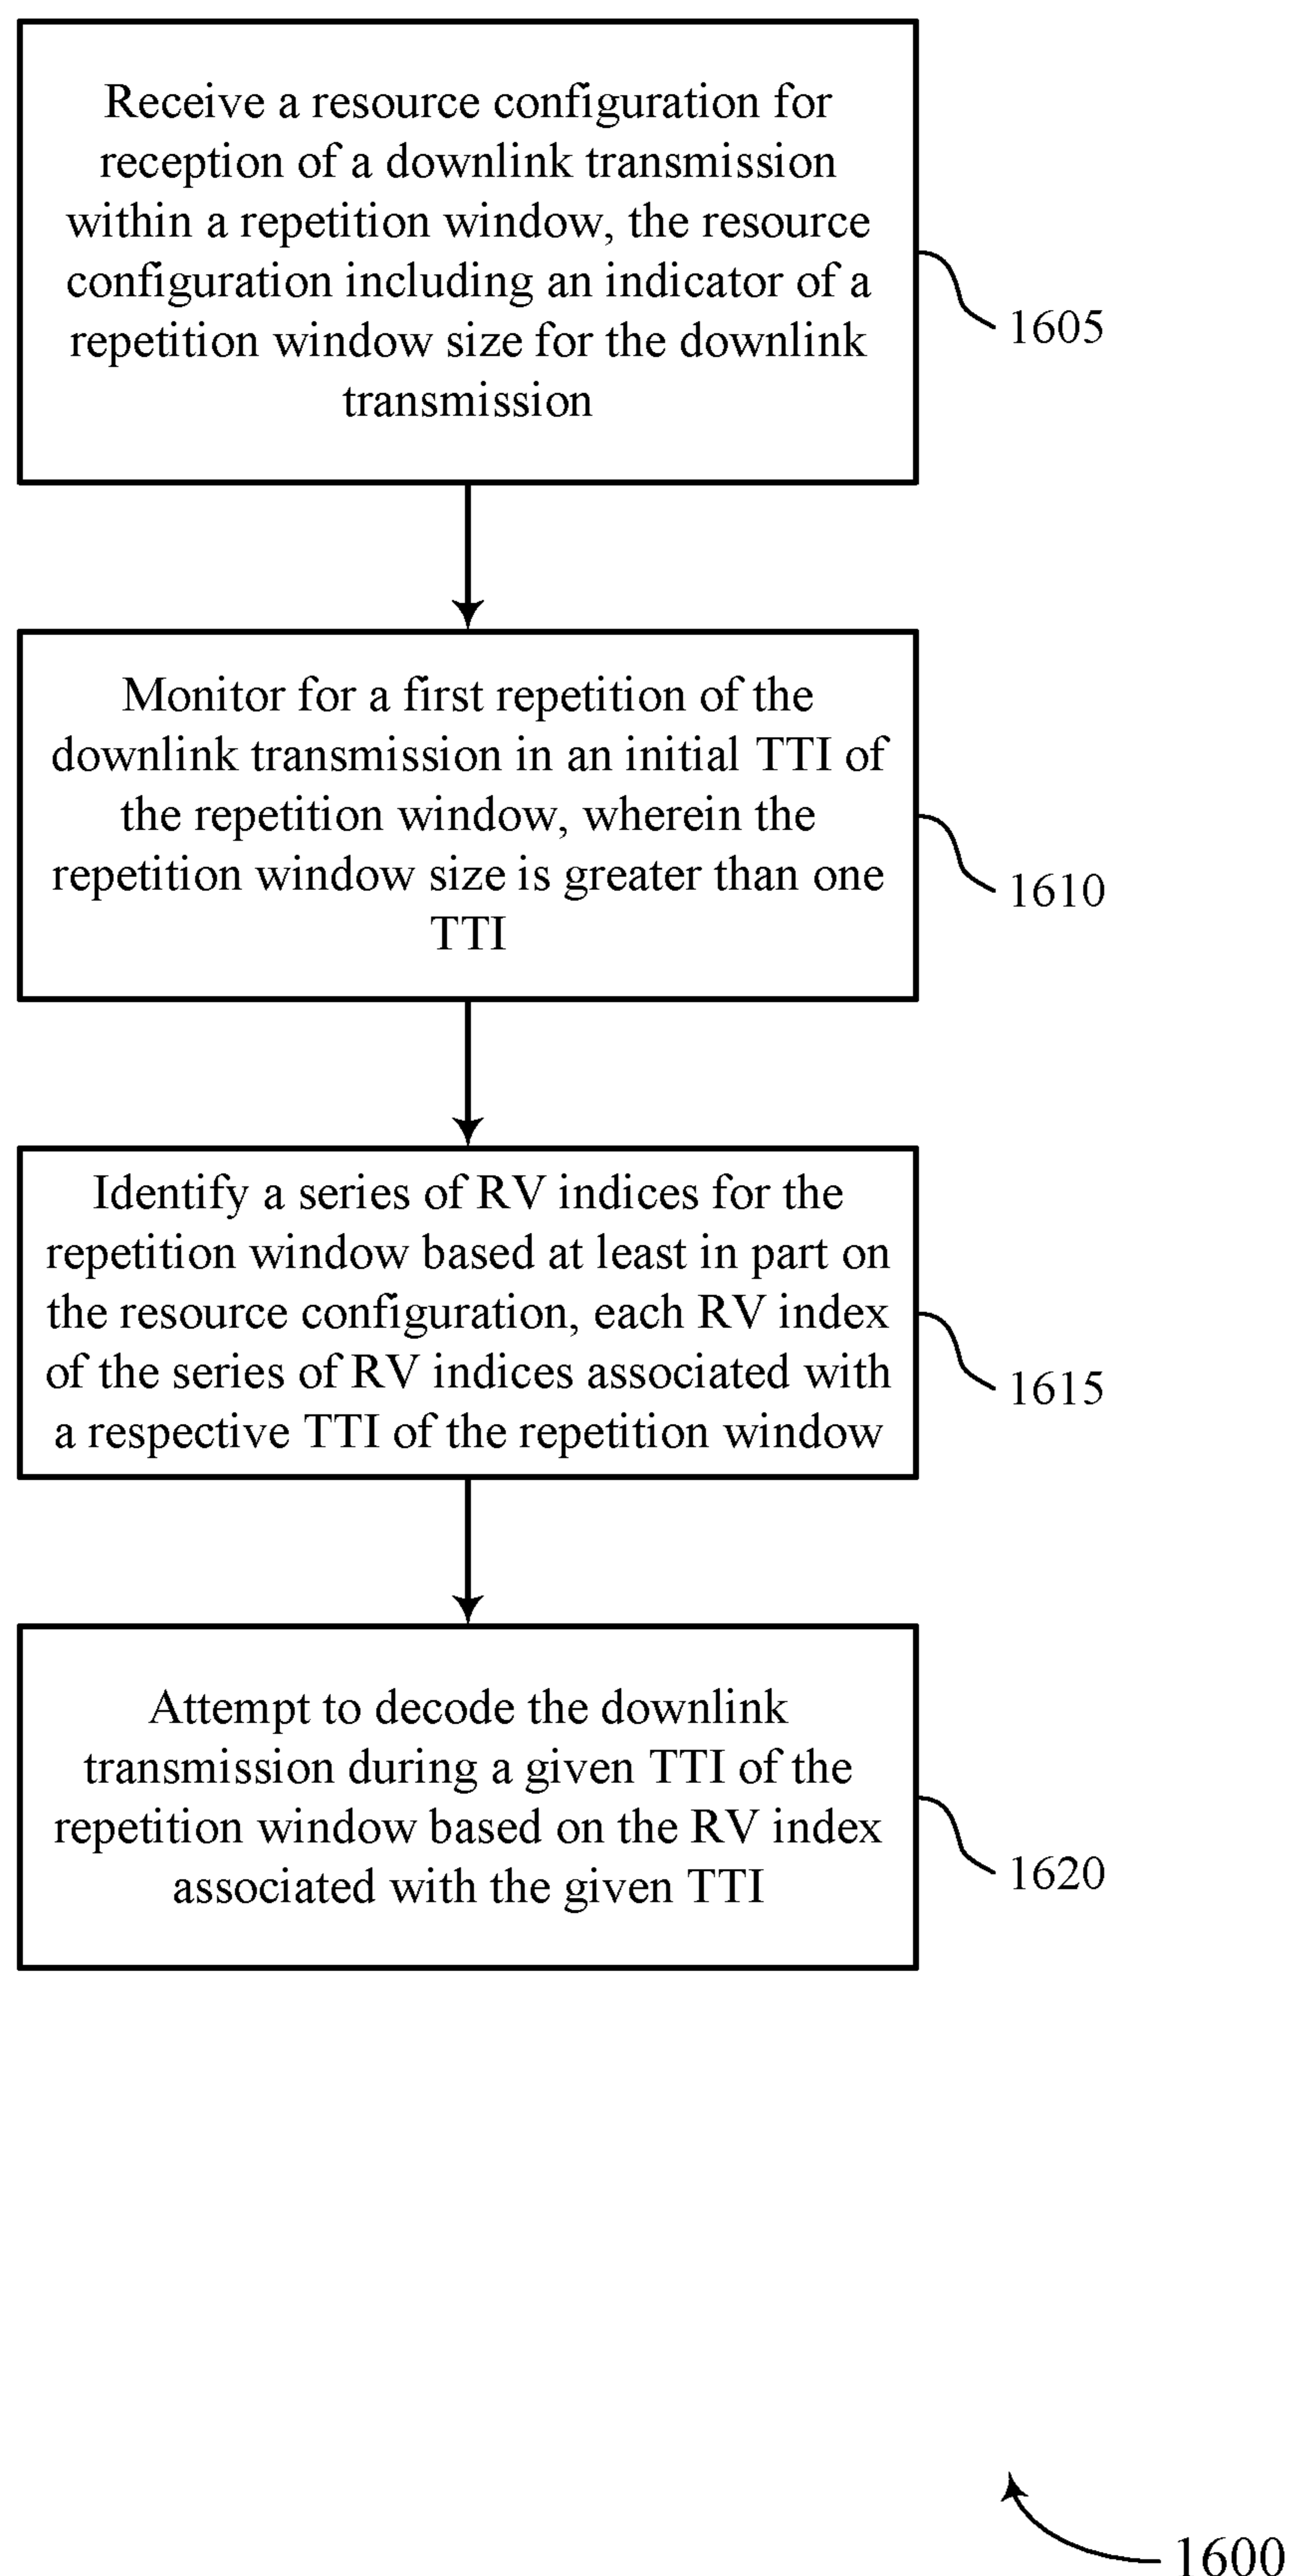 Receive a resource configuration for
reception of a downlink transmission
within a repetition window, the resource
configuration including an indicator of a
repetition window size for the downlink
transmission
1605
Monitor for a first repetition of the
downlink transmission in an initial TTI of
the repetition window, wherein the
repetition window size is greater than one
TTI
1610
Identify a series of RV indices for the
repetition window based at least in part on
the resource configuration, each RV index
of the series of RV indices associated with
a respective TTI of the repetition window
1615
Attempt to decode the downlink
transmission during a given TTI of the
repetition window based on the RV index
associated with the given TTI
1620
1600